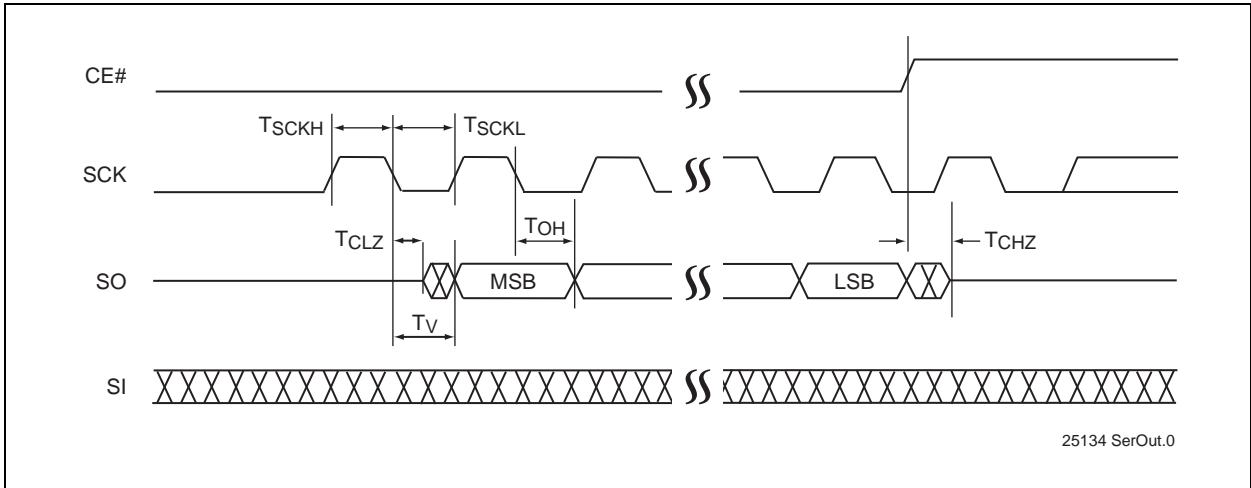 CE#
TSCKH
TSCKL
SCK
TOH
TCLZ
TCHZ
SO
MSB
LSB
TV
SI
25134 SerOut.0